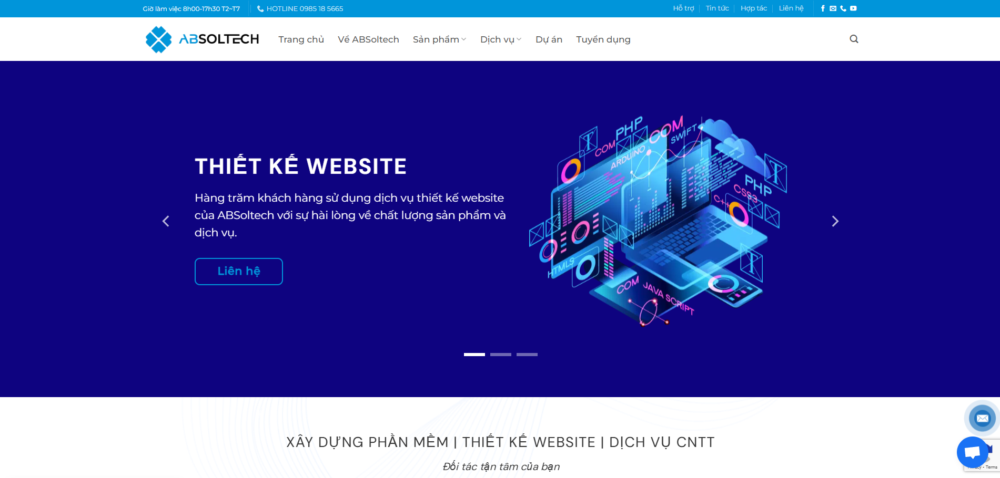 Giờ làm việc 8h00-17h30 T2~T7
HOTLINE 0985 18 5665
Hỗ trợ
Tin tức
Hợp tác
Liên hệ
ABSOLTECH
Trang chủ
Về ABSoltech
Sản phẩm
Dịch vụ
Dự án
Tuyển dụng
THIẾT KẾ WEBSITE
Hàng trăm khách hàng sử dụng dịch vụ thiết kế website
của ABSoltech với sự hài lòng về chất lượng sản phẩm và
dịch vụ.
Liên hệ
PHP
COM
COM
SWIFT
ARDUINO
T
T
PHP
CSS3
C++
T
HTML5
COM
JAVA SCRIPT
XÂY DỰNG PHẦN MỀM | THIẾT KẾ WEBSITE | DỊCH VỤ CNTT
Đối tác tận tâm của bạn
- Terms